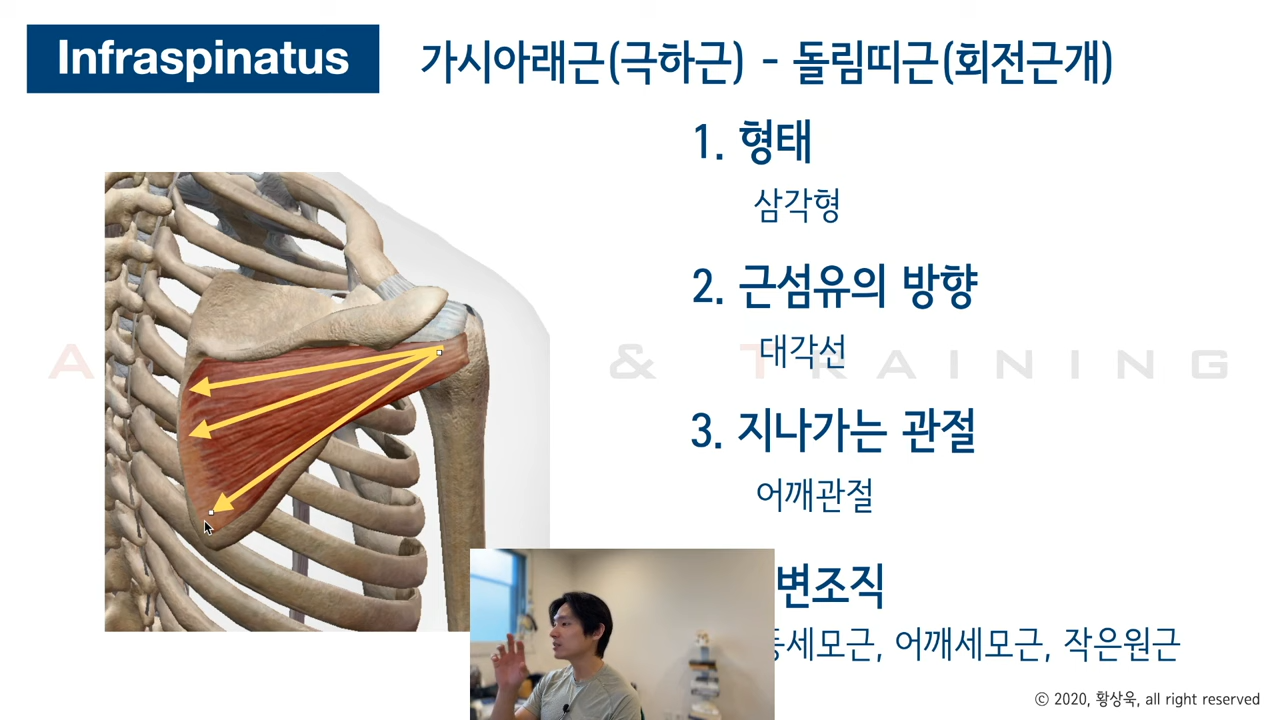 Infraspinatus
가시아래근(극하근) - 돌림띠근(회전근개)
1. 형태
삼각형
2. 근섬유의 방향
대각선
A & TRAINING
3. 지나가는 관절
어깨관절
변조직
등세모근, 어깨세모근, 작은원근
© 2020, 황상욱, all right reserved